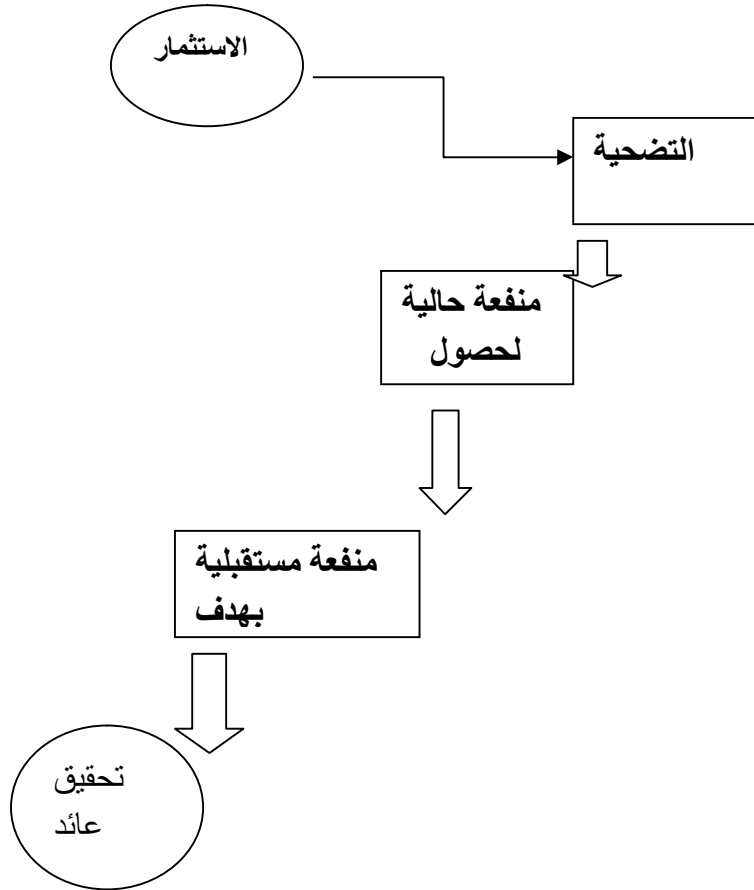 الاستثمار
التضحية
منفعة حالية
لحصول
منفعة مستقبلية
بهدف
تحقيق
عائد